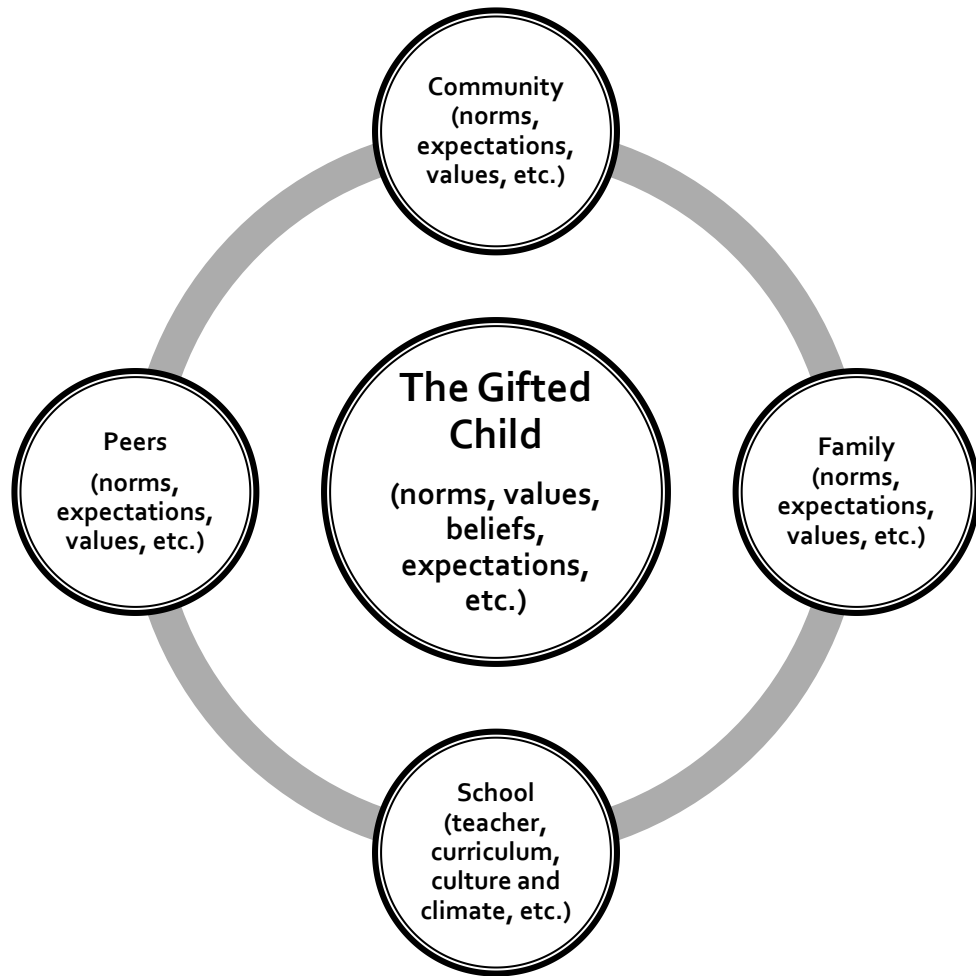 Community
(norms,
expectations,
values, etc.)
The Gifted
Child
(norms, values,
beliefs,
expectations,
etc.)
Peers
(norms,
expectations,
values, etc.)
Family
(norms,
expectations,
values, etc.)
School
(teacher,
curriculum,
culture and
climate, etc.)